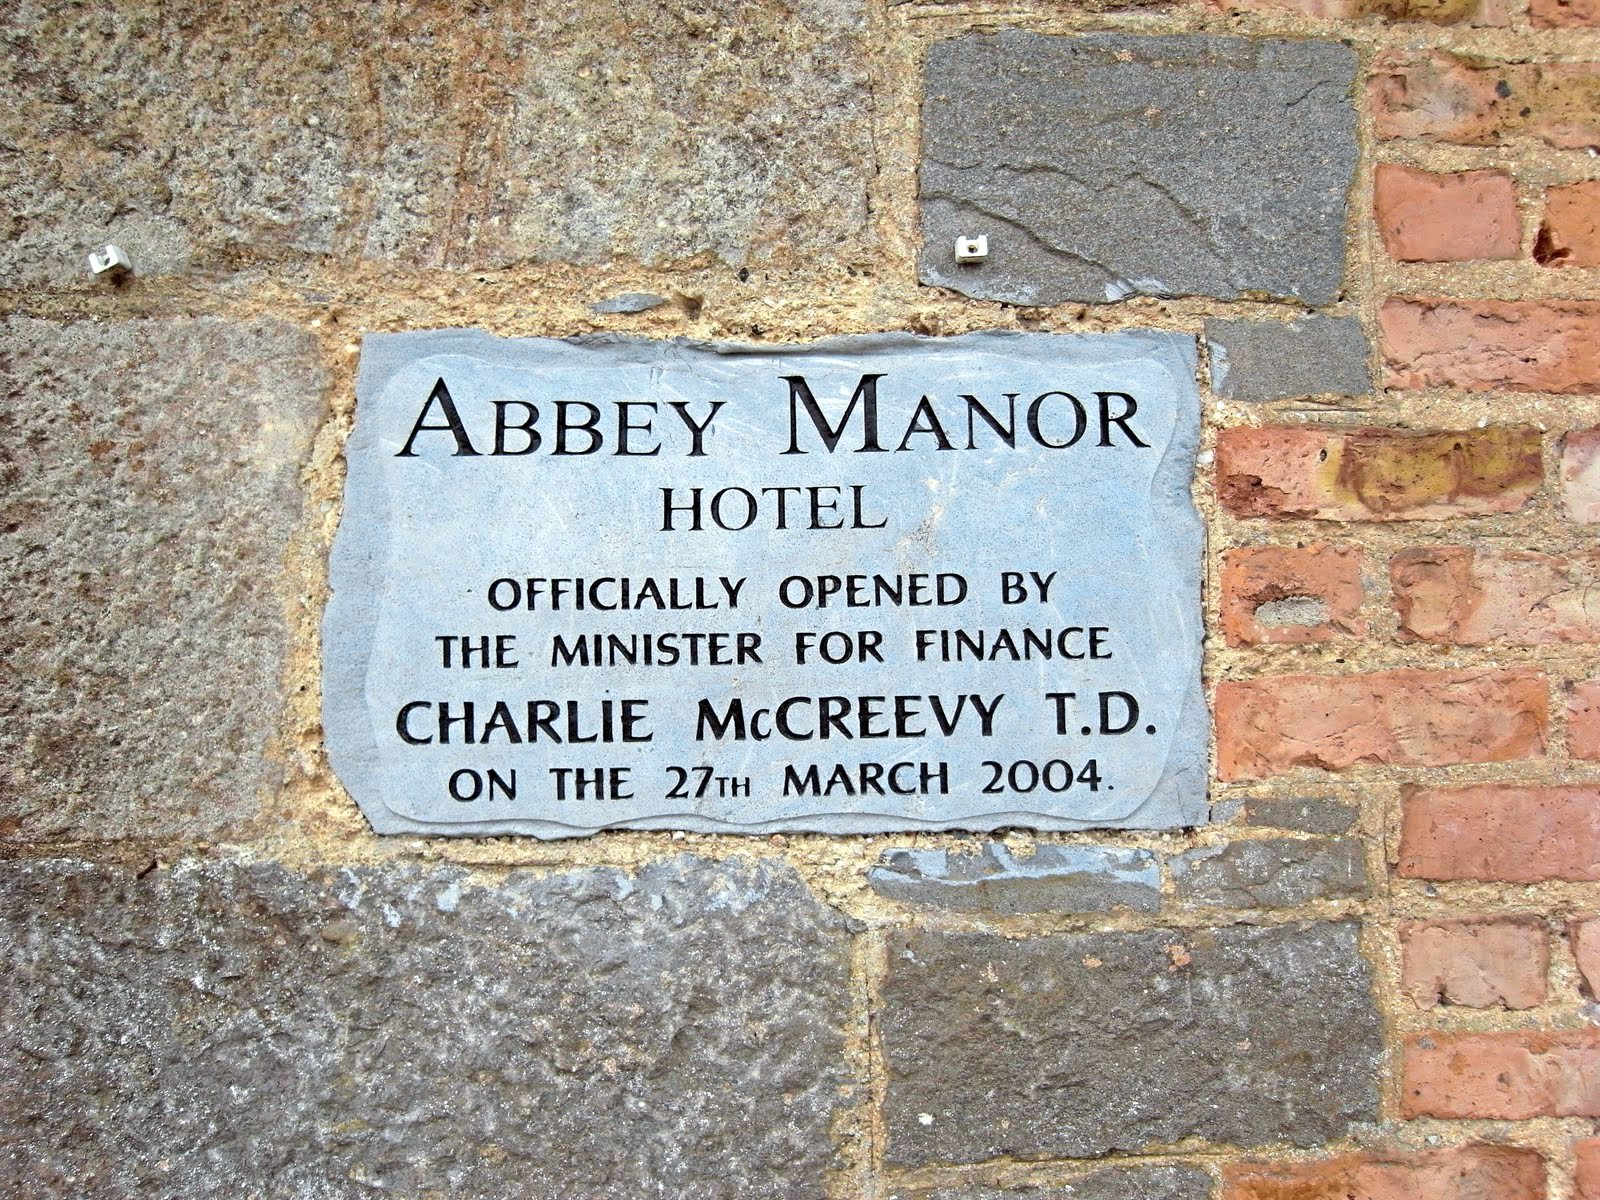 ABBEY MANOR
HOTEL
OFFICIALLY OPENED BY
THE MINISTER FOR FINANCE
CHARLIE McCREEVY T.D.
ON THE 27TH MARCH 2004.